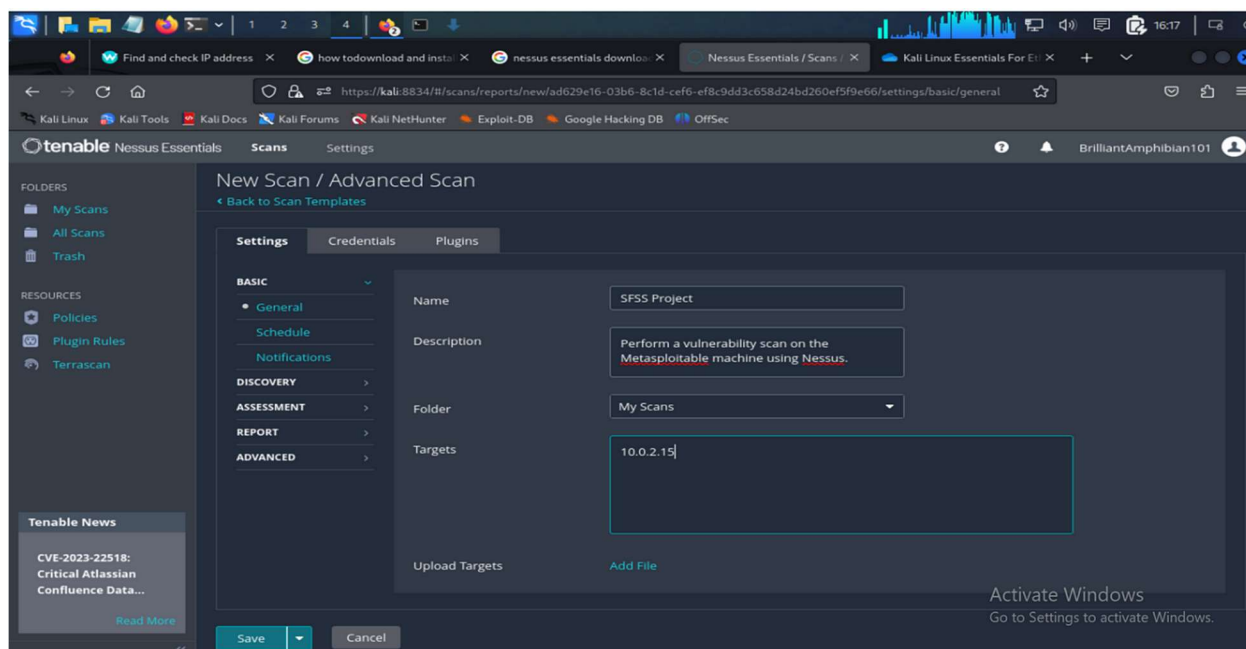 1 2 3 4 16:17
Find and check IP address × how todownload and instal × nessus essentials downloa × Nessus Essentials / Scans / × Kali Linux Essentials For Et ×
https://kali:8834/#/scans/reports/new/ad629e16-03b6-8c1d-cef6-ef8c9dd3c658d24bd260ef5f9e66/settings/basic/general
Kali Linux Kali Tools Kali Docs Kali Forums Kali NetHunter Exploit-DB Google Hacking DB OffSec
tenable Nessus Essentials Scans Settings BrilliantAmphibian101
FOLDERS
My Scans
All Scans
Trash
RESOURCES
Policies
Plugin Rules
Terrascan
New Scan / Advanced Scan
Back to Scan Templates
Settings Credentials Plugins
BASIC
General
Schedule
Notifications
DISCOVERY
ASSESSMENT
REPORT
ADVANCED
Name SFSS Project
Description Perform a vulnerability scan on the
Metasploitable machine using Nessus.
Folder My Scans
Targets 10.0.2.15
Upload Targets Add File
Tenable News
CVE-2023-22518:
Critical Atlassian
Confluence Data...
Read More
Save Cancel
Activate Windows
Go to Settings to activate Windows.